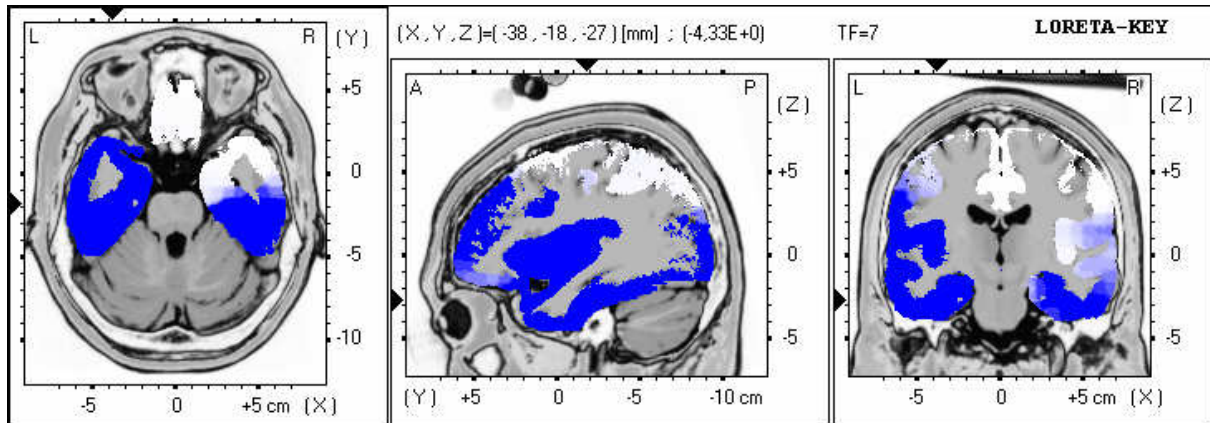 (X, Y, Z)=( -38 , -18 , -27) [mm] ; (-4,33E+0) TF=7 LORETA-KEY
L R (Y)
+5
0
-5
-10
-5 0 +5 cm (X)
A P (Z)
+5
0
-5
(Y) +5 0 -5 -10 cm
L R (Z)
+5
0
-5
-5 0 +5 cm (X)